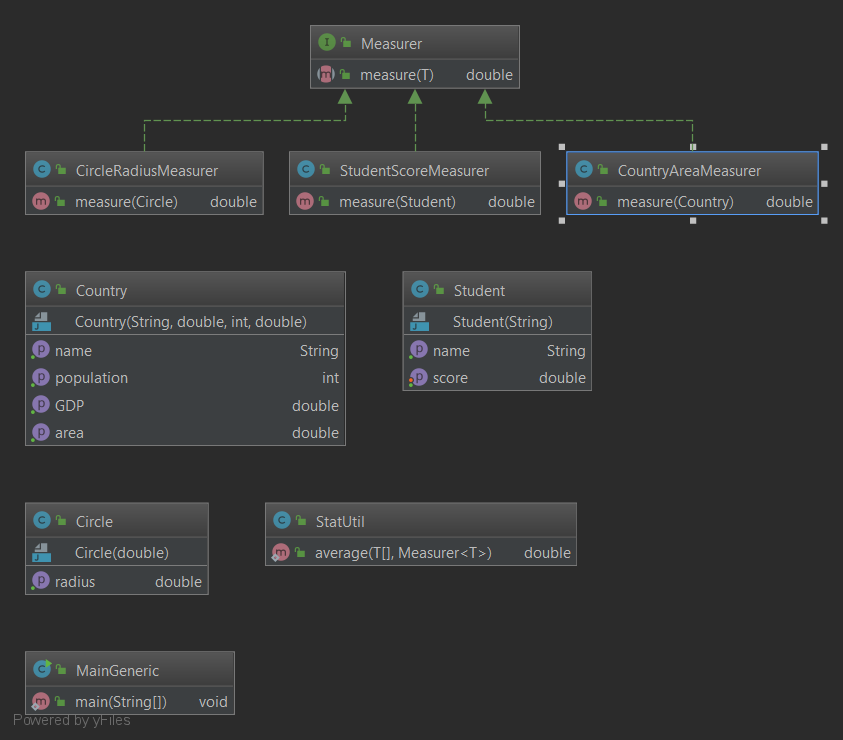 Measurer
measure(T) double
CircleRadiusMeasurer
measure(Circle) double
StudentScoreMeasurer
measure(Student) double
CountryAreaMeasurer
measure(Country) double
Country
Country(String, double, int, double)
name String
population int
GDP double
area double
Student
Student(String)
name String
score double
Circle
Circle(double)
radius double
StatUtil
average(T[], Measurer<T>) double
MainGeneric
main(String[]) void
Powered by yFiles